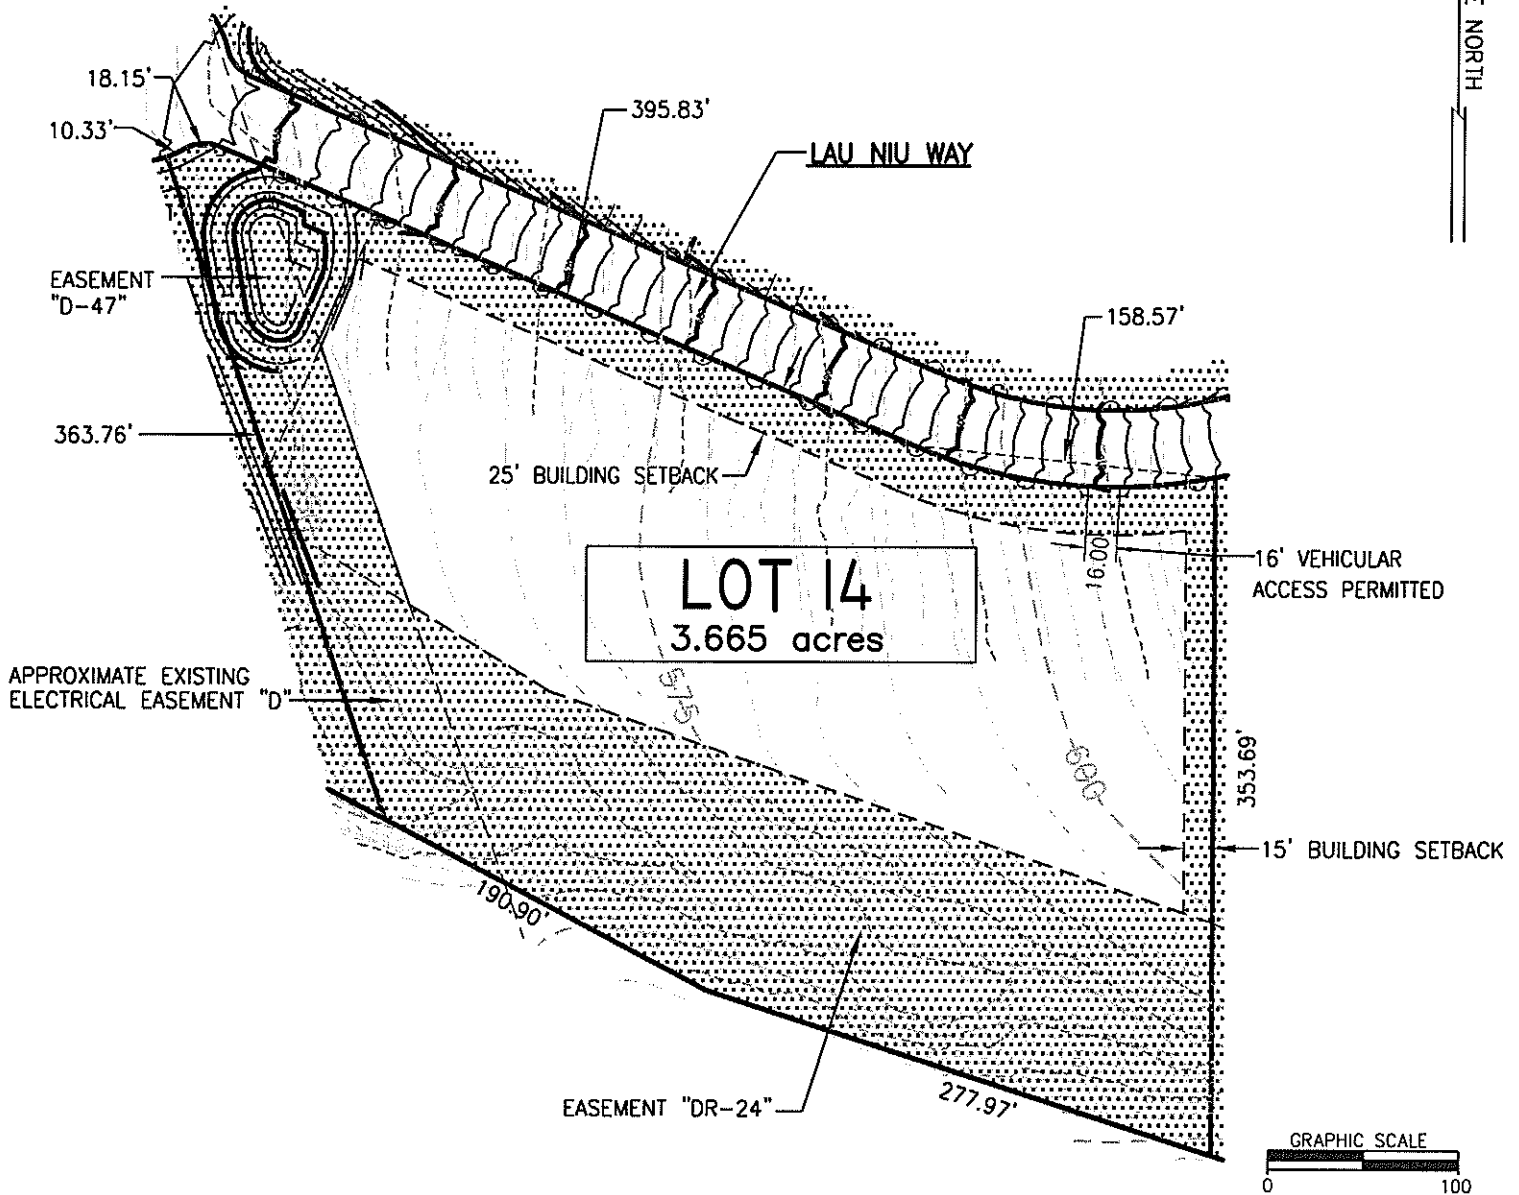 E NORTH
18.15'
10.33'
395.83'
LAU NIU WAY
EASEMENT
"D-47"
158.57'
363.76'
25' BUILDING SETBACK
16.00
16' VEHICULAR
ACCESS PERMITTED
LOT 14
3.665 acres
APPROXIMATE EXISTING
ELECTRICAL EASEMENT "D"
575
600
353.69'
15' BUILDING SETBACK
190.90'
EASEMENT "DR-24"
277.97'
GRAPHIC SCALE
0 100